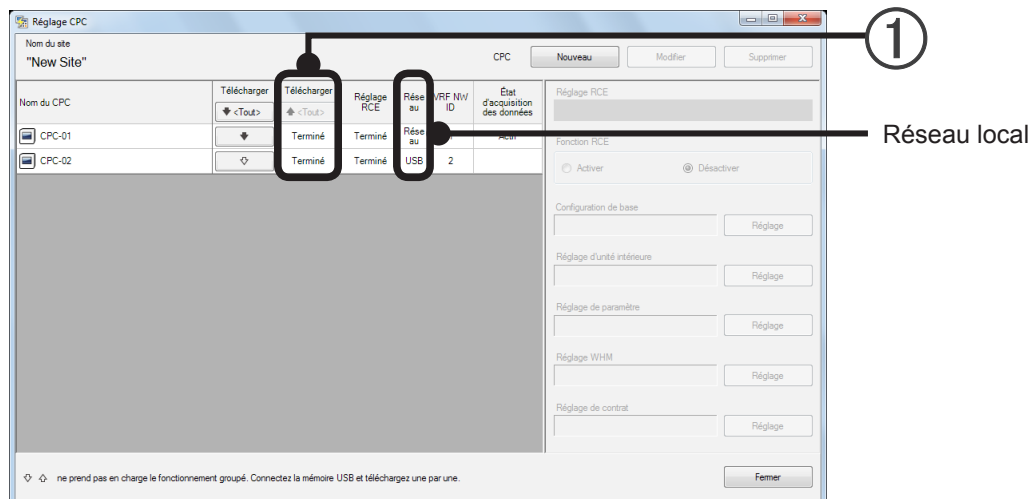 Réglage CPC
Nom du site
"New Site"
CPC
Nouveau
Modifier
Supprimer
①
Nom du CPC
Télécharger
<Tout>
Télécharger
<Tout>
Réglage
RCE
Rése
au
VRF NW
ID
État
d'acquisition
des données
CPC-01
Terminé
Terminé
Rése
au
CPC-02
Terminé
Terminé
USB
2
Réseau local
Réglage RCE
Fonction RCE
Activer
Désactiver
Configuration de base
Réglage
Réglage d'unité intérieure
Réglage
Réglage de paramètre
Réglage
Réglage WHM
Réglage
Réglage de contrat
Réglage
ne prend pas en charge le fonctionnement groupé. Connectez la mémoire USB et téléchargez une par une.
Fermer